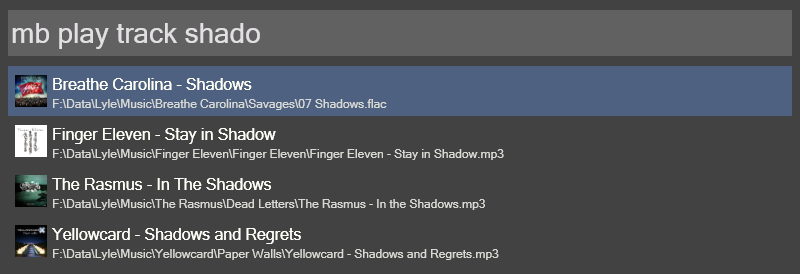 mb play track shado
Breathe Carolina - Shadows
F:\Data\Lyle\Music\Breathe Carolina\Savages\07 Shadows.flac
Finger Eleven - Stay in Shadow
F:\Data\Lyle\Music\Finger Eleven\Finger Eleven\Finger Eleven - Stay in Shadow.mp3
The Rasmus - In The Shadows
F:\Data\Lyle\Music\The Rasmus\Dead Letters\The Rasmus - In the Shadows.mp3
Yellowcard - Shadows and Regrets
F:\Data\Lyle\Music\Yellowcard\Paper Walls\Yellowcard - Shadows and Regrets.mp3